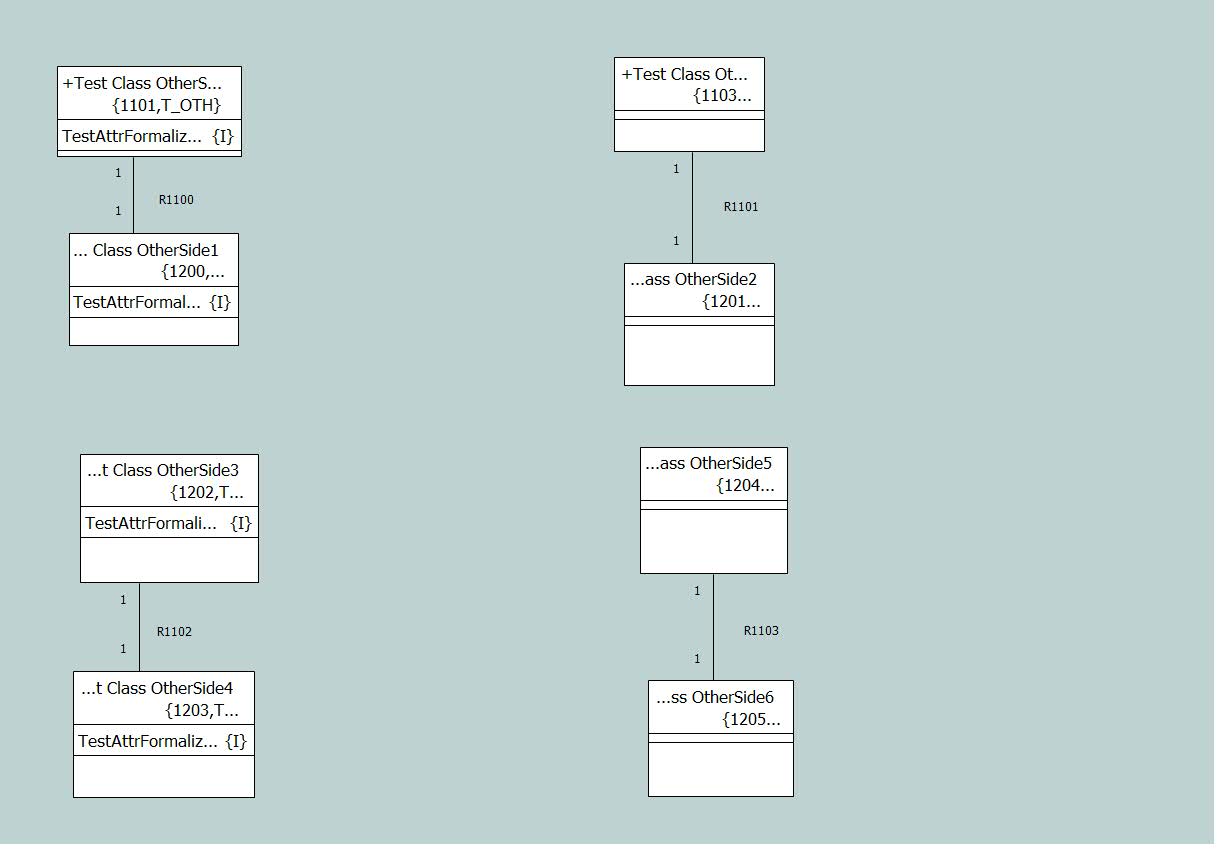 +Test Class OtherS...
{1101,T_OTH}
TestAttrFormaliz... {I}
1
R1100
1
... Class OtherSide1
{1200,...
TestAttrFormal... {I}
+Test Class Ot...
{1103...
1
R1101
1
...ass OtherSide2
{1201...
...t Class OtherSide3
{1202,T...
TestAttrFormali... {I}
1
R1102
1
...t Class OtherSide4
{1203,T...
TestAttrFormaliz... {I}
...ass OtherSide5
{1204...
1
R1103
1
...ss OtherSide6
{1205...